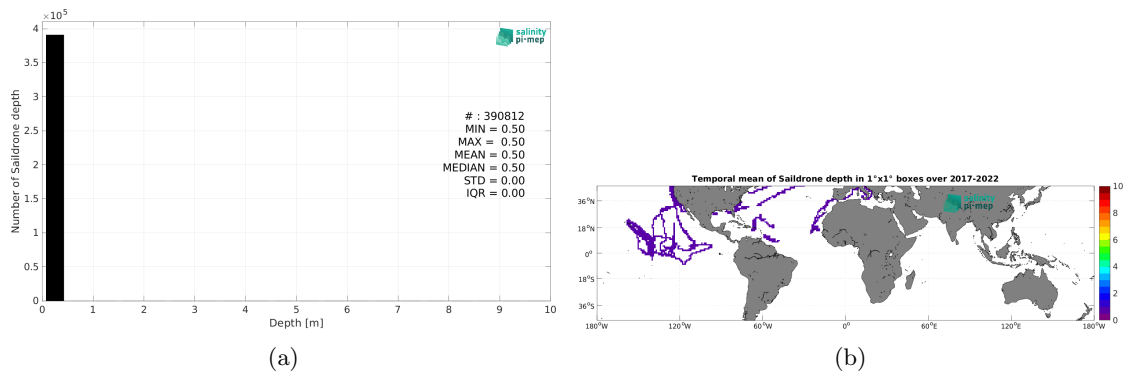 ×10⁵
4
3.5
3
2.5
2
1.5
1
0.5
0
Number of Saildrone depth
salinity
pi-mep
# : 390812
MIN = 0.50
MAX = 0.50
MEAN = 0.50
MEDIAN = 0.50
STD = 0.00
IQR = 0.00
0 1 2 3 4 5 6 7 8 9 10
Depth [m]
(a)
Temporal mean of Saildrone depth in 1°x1° boxes over 2017-2022
salinity
pi-mep
36°N
18°N
0°
18°S
36°S
180°W 120°W 60°W 0° 60°E 120°E 180°W
10
8
6
4
2
0
(b)